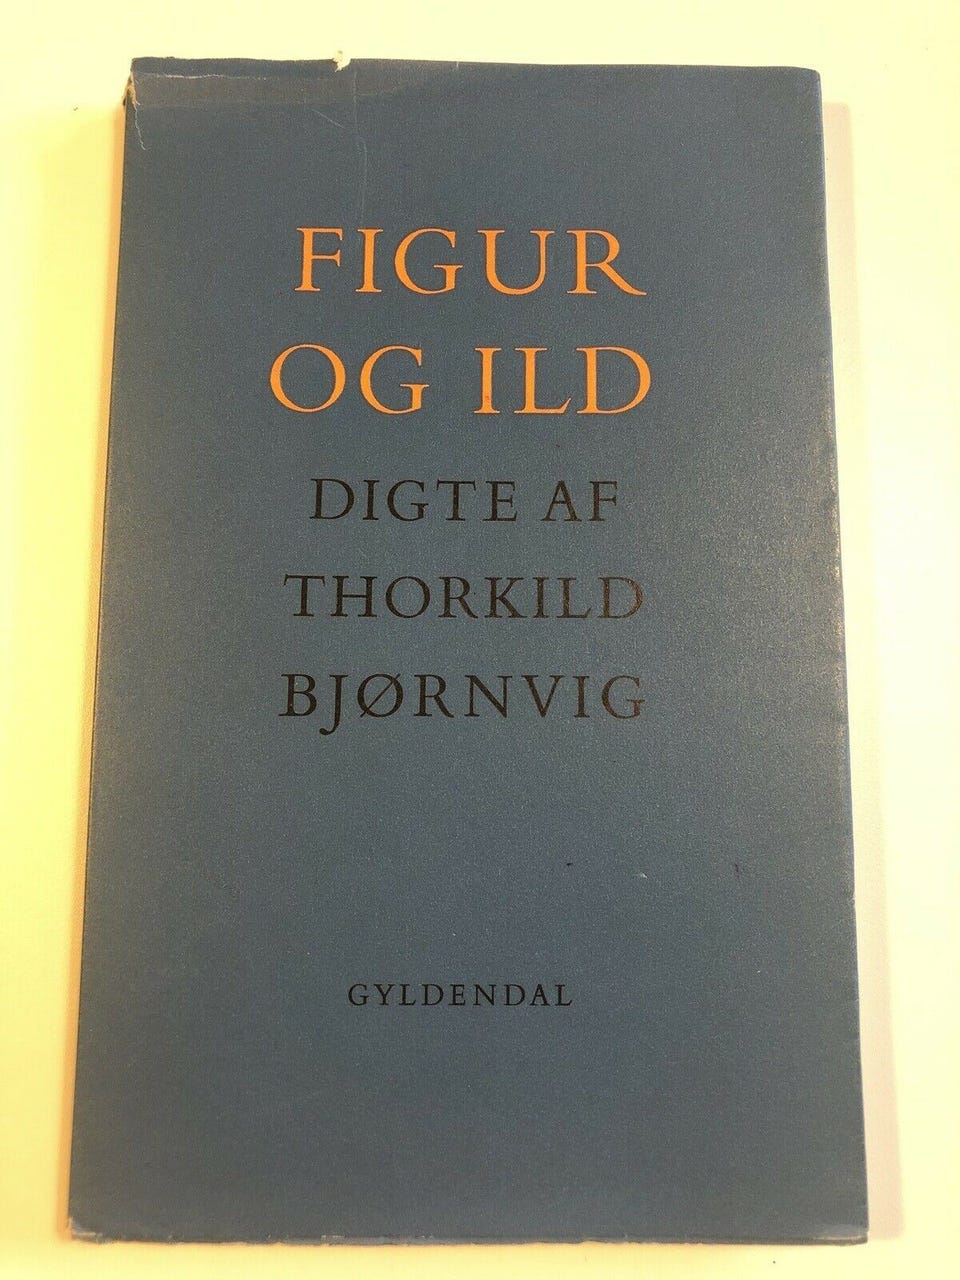 FIGUR
OG ILD
DIGTE AF
THORKILD
BJØRNVIG
GYLDENDAL